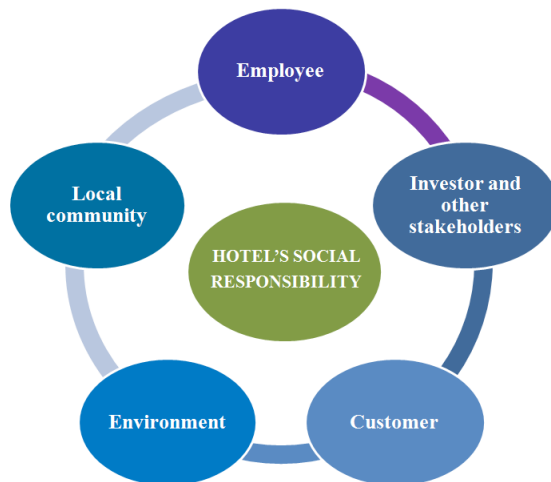 Employee
Investor and
other
stakeholders
Customer
Environment
Local
community
HOTEL’S SOCIAL
RESPONSIBILITY